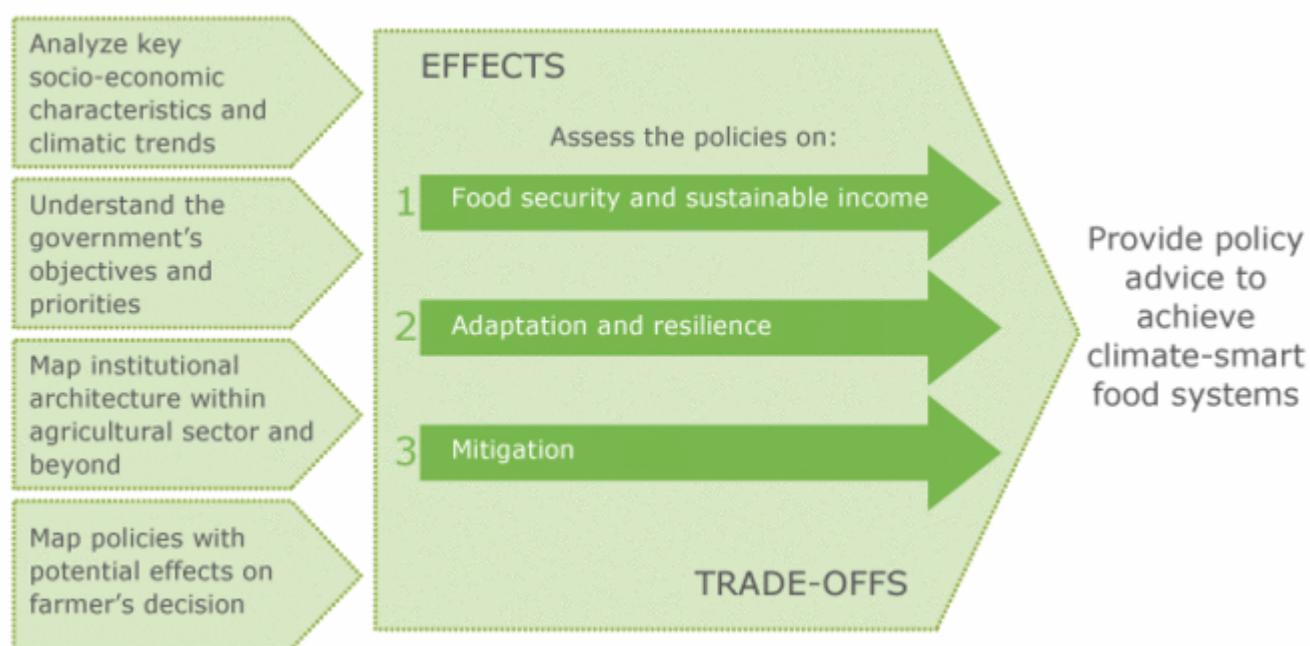 Analyze key
socio-economic
characteristics and
climatic trends
Understand the
government's
objectives and
priorities
Map institutional
architecture within
agricultural sector and
beyond
Map policies with
potential effects on
farmer's decision
EFFECTS
Assess the policies on:
1 Food security and sustainable income
2 Adaptation and resilience
3 Mitigation
TRADE-OFFS
Provide policy
advice to
achieve
climate-smart
food systems